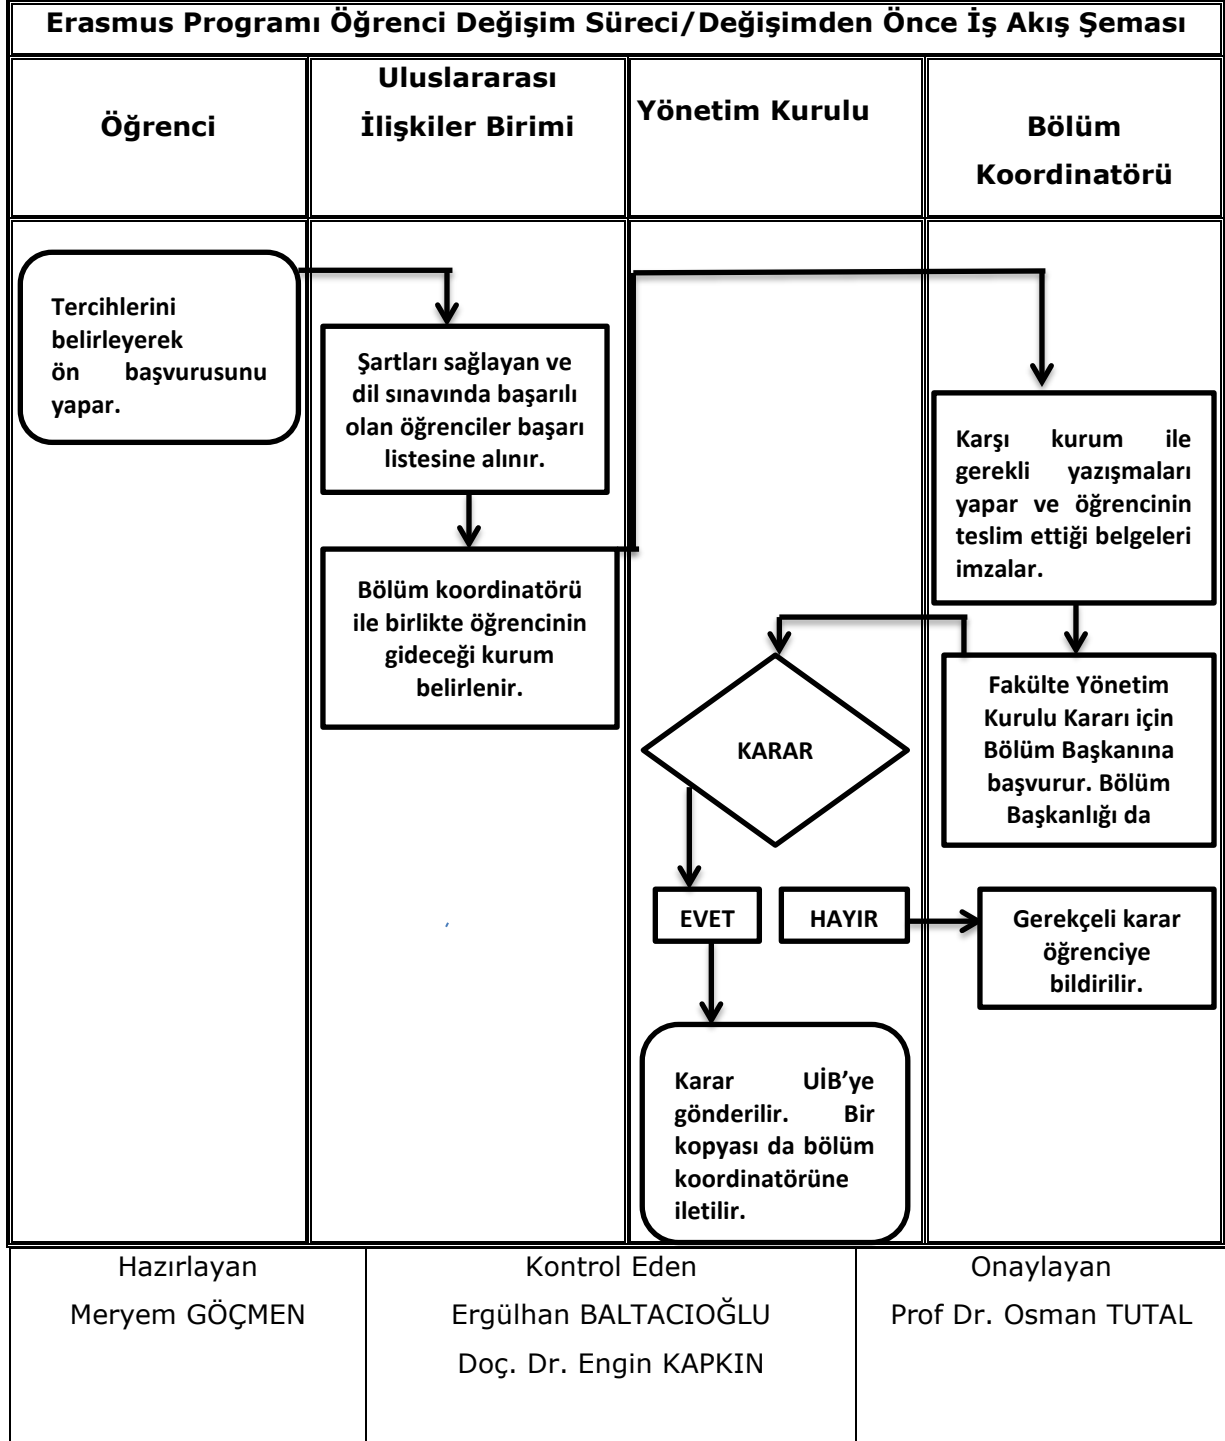 Erasmus Programı Öğrenci Değişim Süreci/Değişimden Önce İş Akış Şeması
Öğrenci
Uluslararası
İlişkiler Birimi
Yönetim Kurulu
Bölüm
Koordinatörü
Tercihlerini
belirleyerek
ön başvurusunu
yapar.
Şartları sağlayan ve
dil sınavında başarılı
olan öğrenciler başarı
listesine alınır.
Bölüm koordinatörü
ile birlikte öğrencinin
gideceği kurum
belirlenir.
Karşı kurum ile
gerekli yazışmaları
yapar ve öğrencinin
teslim ettiği belgeleri
imzalar.
Fakülte Yönetim
Kurulu Kararı için
Bölüm Başkanına
başvurur. Bölüm
Başkanlığı da
KARAR
EVET
HAYIR
Gerekçeli karar
öğrenciye
bildirilir.
Karar UİB’ye
gönderilir. Bir
kopyası da bölüm
koordinatörüne
iletilir.
Hazırlayan
Meryem GÖÇMEN
Kontrol Eden
Ergülhan BALTACIOĞLU
Doç. Dr. Engin KAPKIN
Onaylayan
Prof Dr. Osman TUTAL